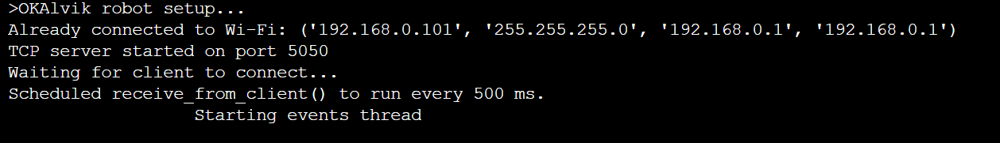 >OKAlvik robot setup...
Already connected to Wi-Fi: ('192.168.0.101', '255.255.255.0', '192.168.0.1', '192.168.0.1')
TCP server started on port 5050
Waiting for client to connect...
Scheduled receive_from_client() to run every 500 ms.
Starting events thread